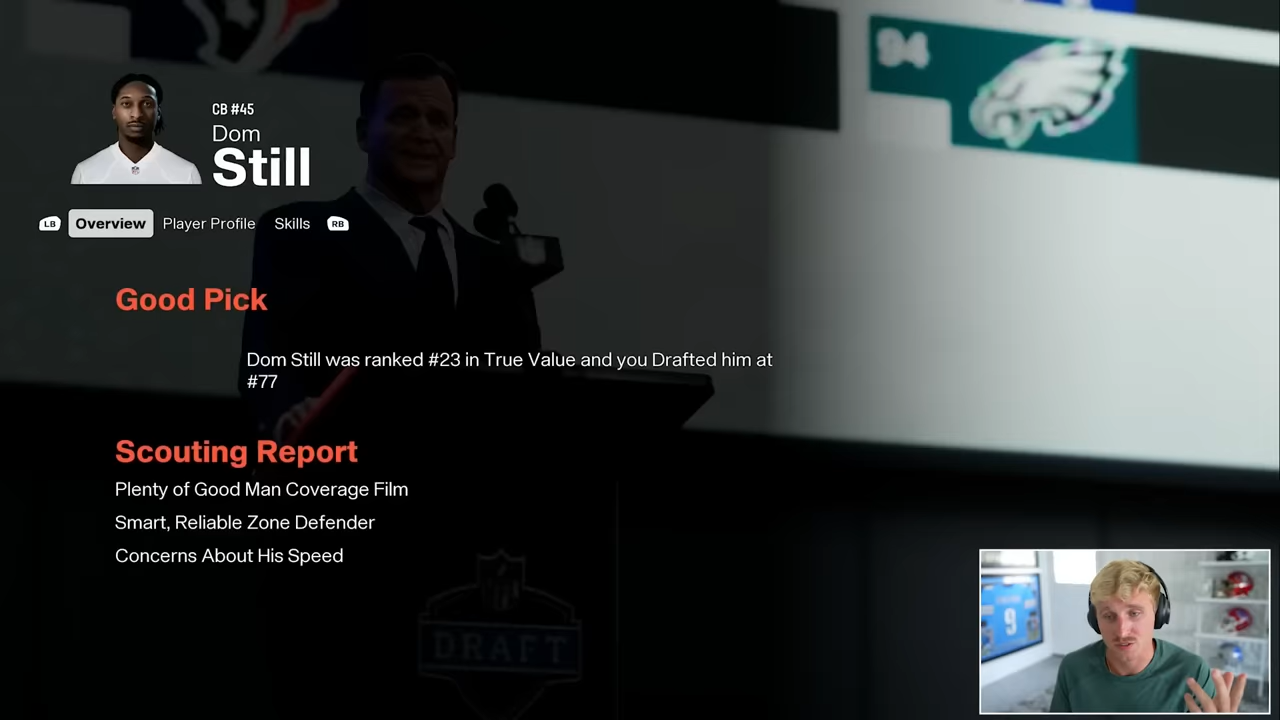 94
CB #45
Dom
Still
LB
Overview
Player Profile
Skills
RB
Good Pick
Dom Still was ranked #23 in True Value and you Drafted him at
#77
Scouting Report
Plenty of Good Man Coverage Film
Smart, Reliable Zone Defender
Concerns About His Speed
NFL
DRAFT
9